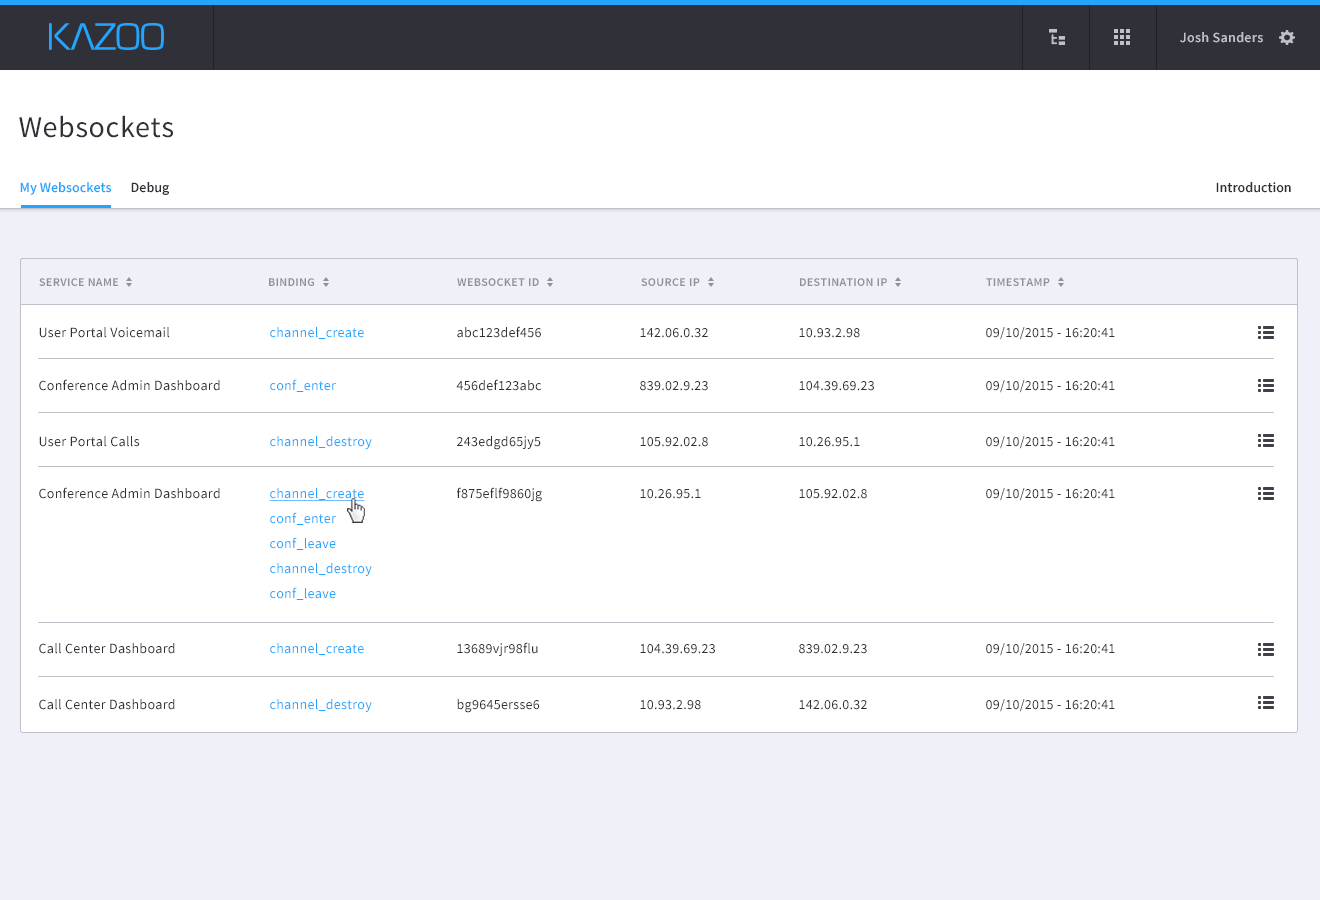 KAZOO
Josh Sanders
Websockets
My Websockets Debug Introduction
SERVICE NAME BINDING WEBSOCKET ID SOURCE IP DESTINATION IP TIMESTAMP
User Portal Voicemail channel_create abc123def456 142.06.0.32 10.93.2.98 09/10/2015 - 16:20:41
Conference Admin Dashboard conf_enter 456def123abc 839.02.9.23 104.39.69.23 09/10/2015 - 16:20:41
User Portal Calls channel_destroy 243edgd65jy5 105.92.02.8 10.26.95.1 09/10/2015 - 16:20:41
Conference Admin Dashboard channel_create f875eflf9860jg 10.26.95.1 105.92.02.8 09/10/2015 - 16:20:41
conf_enter
conf_leave
channel_destroy
conf_leave
Call Center Dashboard channel_create 13689vjr98flu 104.39.69.23 839.02.9.23 09/10/2015 - 16:20:41
Call Center Dashboard channel_destroy bg9645ersse6 10.93.2.98 142.06.0.32 09/10/2015 - 16:20:41